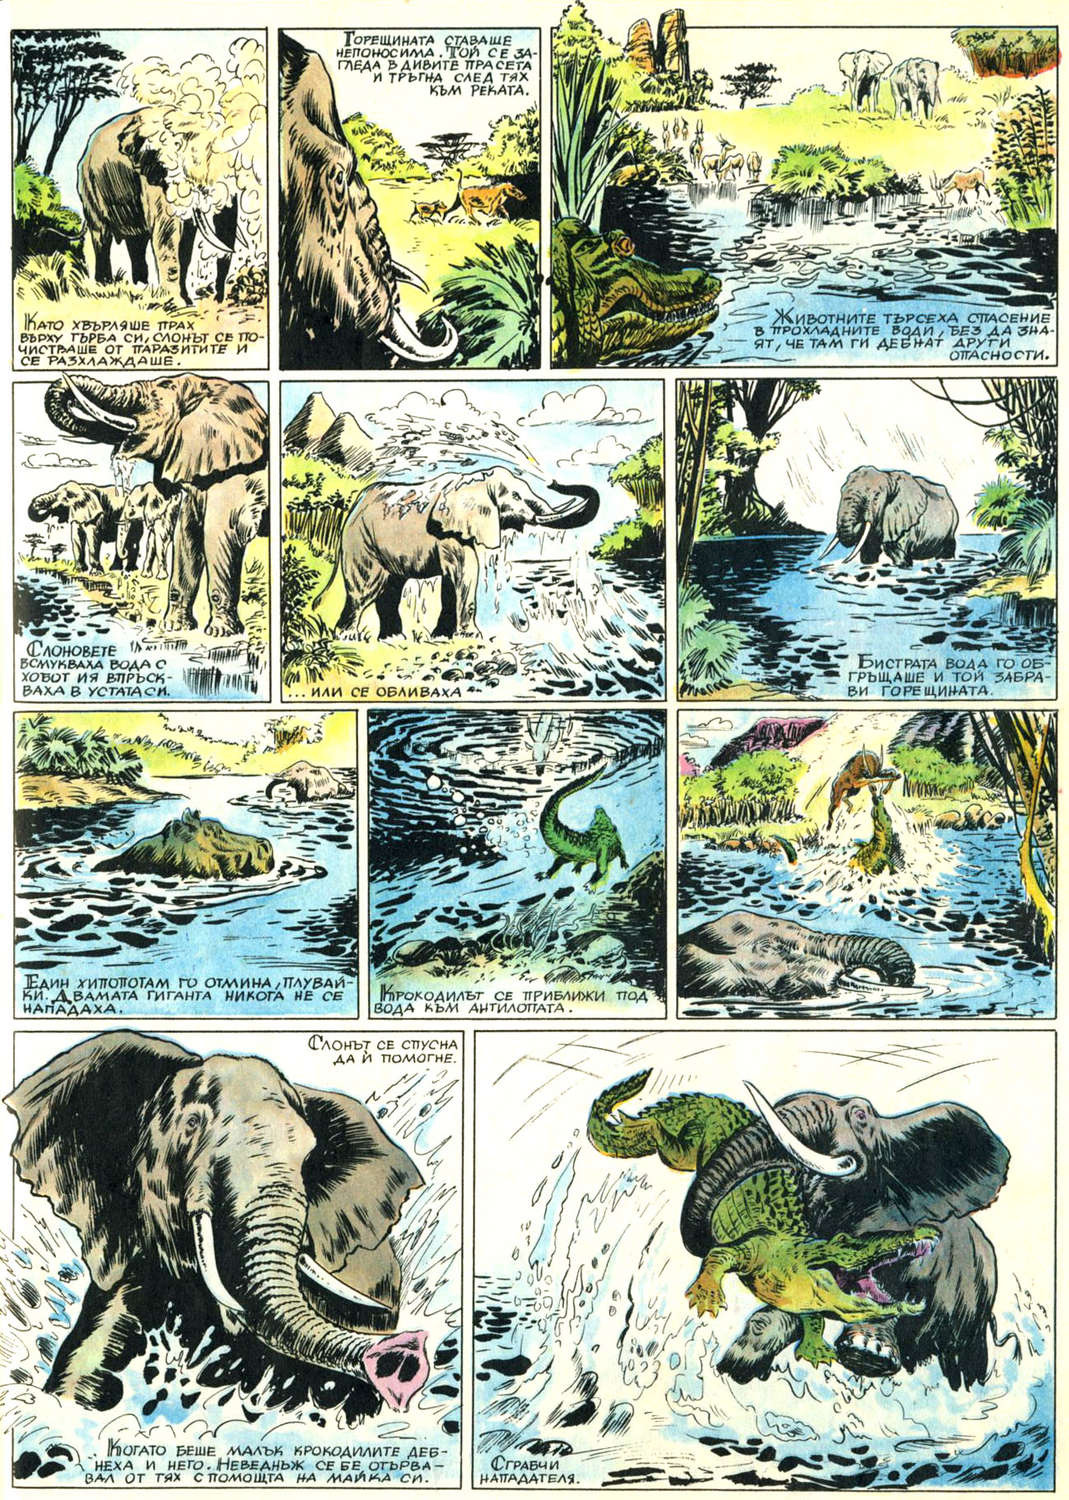 КАТО ХВЪРЛЯШЕ ПРАХ
ВЪРХУ ГЪРБА СИ, СЛОНЪТ СЕ ПО-
ЧИСТВАШЕ ОТ ПАРАЗИТИТЕ И
СЕ РАЗХЛАЖДАШЕ.
ГОРЕЩИНАТА СТАВАШЕ
НЕПОНОСИМА. ТОЙ СЕ ЗА-
ГЛЕДА В ДИВИТЕ ПРАСЕТА
И ТРЪГНА СЛЕД ТЯХ
КЪМ РЕКАТА.
ЖИВОТНИТЕ ТЪРСЕХА СПАСЕНИЕ
В ПРОХЛАДНИТЕ ВОДИ, БЕЗ ДА ЗНА-
ЯТ, ЧЕ ТАМ ГИ ДЕБНАТ ДРУГИ
ОПАСНОСТИ.
СЛОНОВЕТЕ
ВСМУКВАХА ВОДА С
ХОБОТ И Я ВПРЪСК-
ВАХА В УСТАТА СИ.
... ИЛИ СЕ ОБЛИВАХА
БИСТРАТА ВОДА ГО ОБ-
ГРЪЩАШЕ И ТОЙ ЗАБРА-
ВИ ГОРЕЩИНАТА.
ЕДИН ХИПОПОТАМ ГО ОТМИНА, ПЛУВАЙ-
КИ. ДВАМАТА ГИГАНТА НИКОГА НЕ СЕ
НАПАДАХА.
КРОКОДИЛЪТ СЕ ПРИБЛИЖИ ПОД
ВОДА КЪМ АНТИЛОПАТА.
СЛОНЪТ СЕ СПУСНА
ДА Й ПОМОГНЕ.
КОГАТО БЕШЕ МАЛЪК КРОКОДИЛИТЕ ДЕБ-
НЕХА И НЕГО. НЕВЕДНЪЖ СЕ БЕ ОТЪРВА-
ВАЛ ОТ ТЯХ С ПОМОЩТА НА МАЙКА СИ.
СГРАБЧИ
НАПАДАТЕЛЯ.